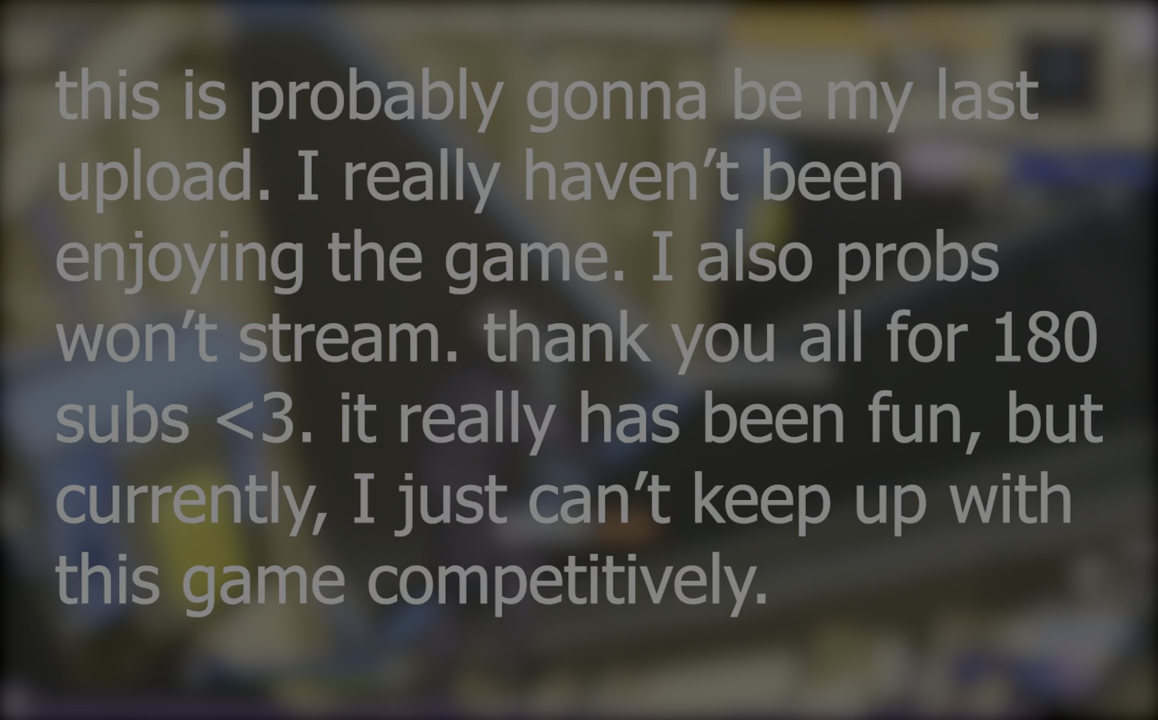 this is probably gonna be my last
upload. I really haven’t been
enjoying the game. I also probs
won’t stream. thank you all for 180
subs <3. it really has been fun, but
currently, I just can’t keep up with
this game competitively.